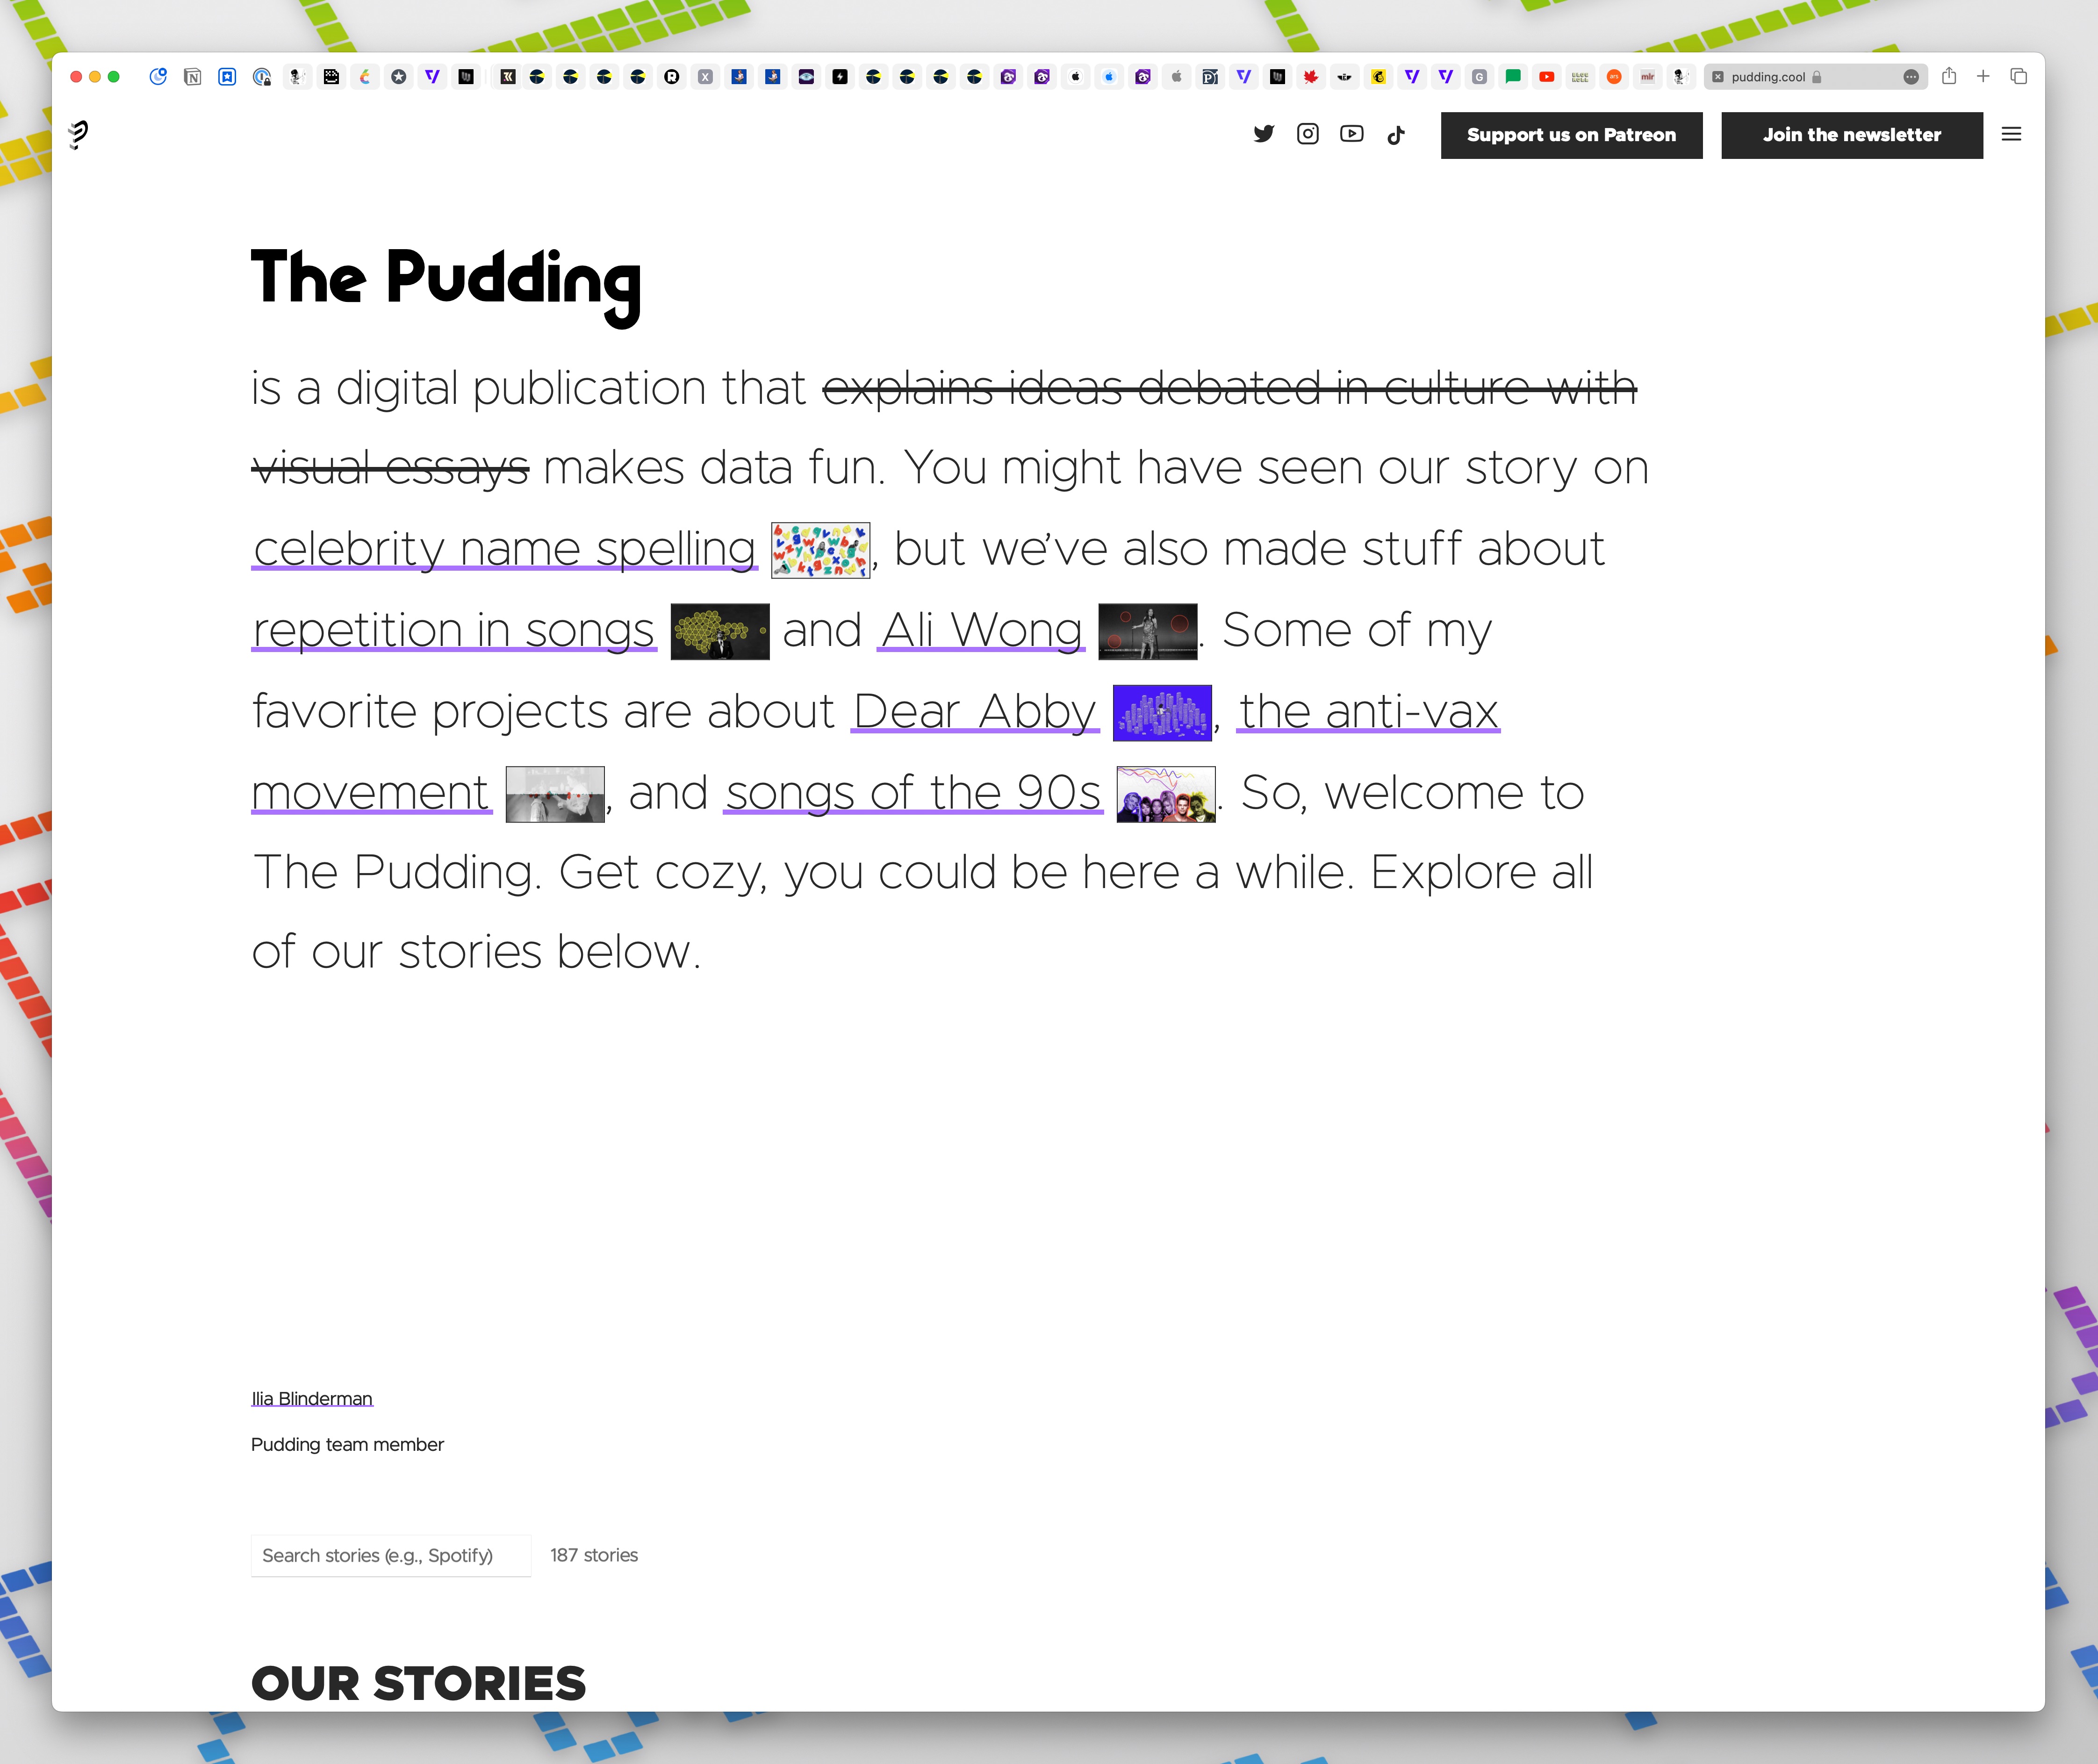 pudding.cool
Support us on Patreon
Join the newsletter
The Pudding
is a digital publication that explains ideas debated in culture with
visual essays makes data fun. You might have seen our story on
celebrity name spelling , but we’ve also made stuff about
repetition in songs and Ali Wong . Some of my
favorite projects are about Dear Abby , the anti-vax
movement , and songs of the 90s . So, welcome to
The Pudding. Get cozy, you could be here a while. Explore all
of our stories below.
Ilia Blinderman
Pudding team member
Search stories (e.g., Spotify) 187 stories
OUR STORIES